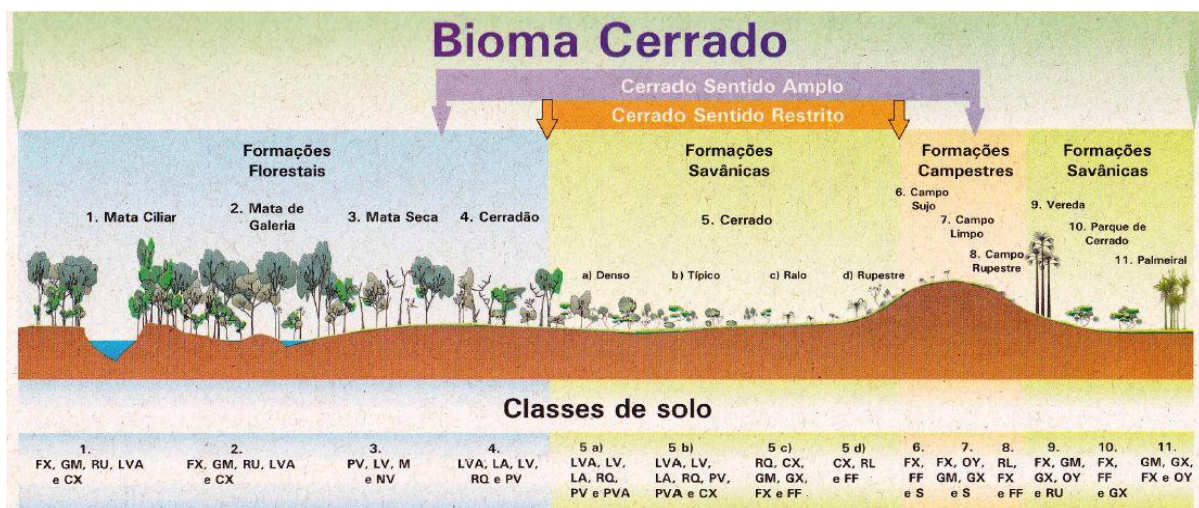 Bioma Cerrado
Cerrado Sentido Amplo
Cerrado Sentido Restrito
Formações
Florestais
Formações
Savânicas
Formações
Campestres
Formações
Savânicas
1. Mata Ciliar
2. Mata de
Galeria
3. Mata Seca
4. Cerradão
5. Cerrado
a) Denso
b) Típico
c) Ralo
d) Rupestre
6. Campo
Sujo
7. Campo
Limpo
8. Campo
Rupestre
9. Vereda
10. Parque de
Cerrado
11. Palmeiral
Classes de solo
1.
FX, GM, RU, LVA
e CX
2.
FX, GM, RU, LVA
e CX
3.
PV, LV, M
e NV
4.
LVA, LA, LV,
RQ e PV
5 a)
LVA, LV,
LA, RQ,
PV e PVA
5 b)
LVA, LV,
LA, RQ, PV,
PVA e CX
5 c)
RQ, CX,
GM, GX,
FX e FF
5 d)
CX, RL
e FF
6.
FX,
FF
e S
7.
FX, OY,
GM, GX
e S
8.
RL,
FX
e FF
9.
FX, GM,
GX, OY
e RU
10.
FX,
FF
e GX
11.
GM, GX,
FX e OY